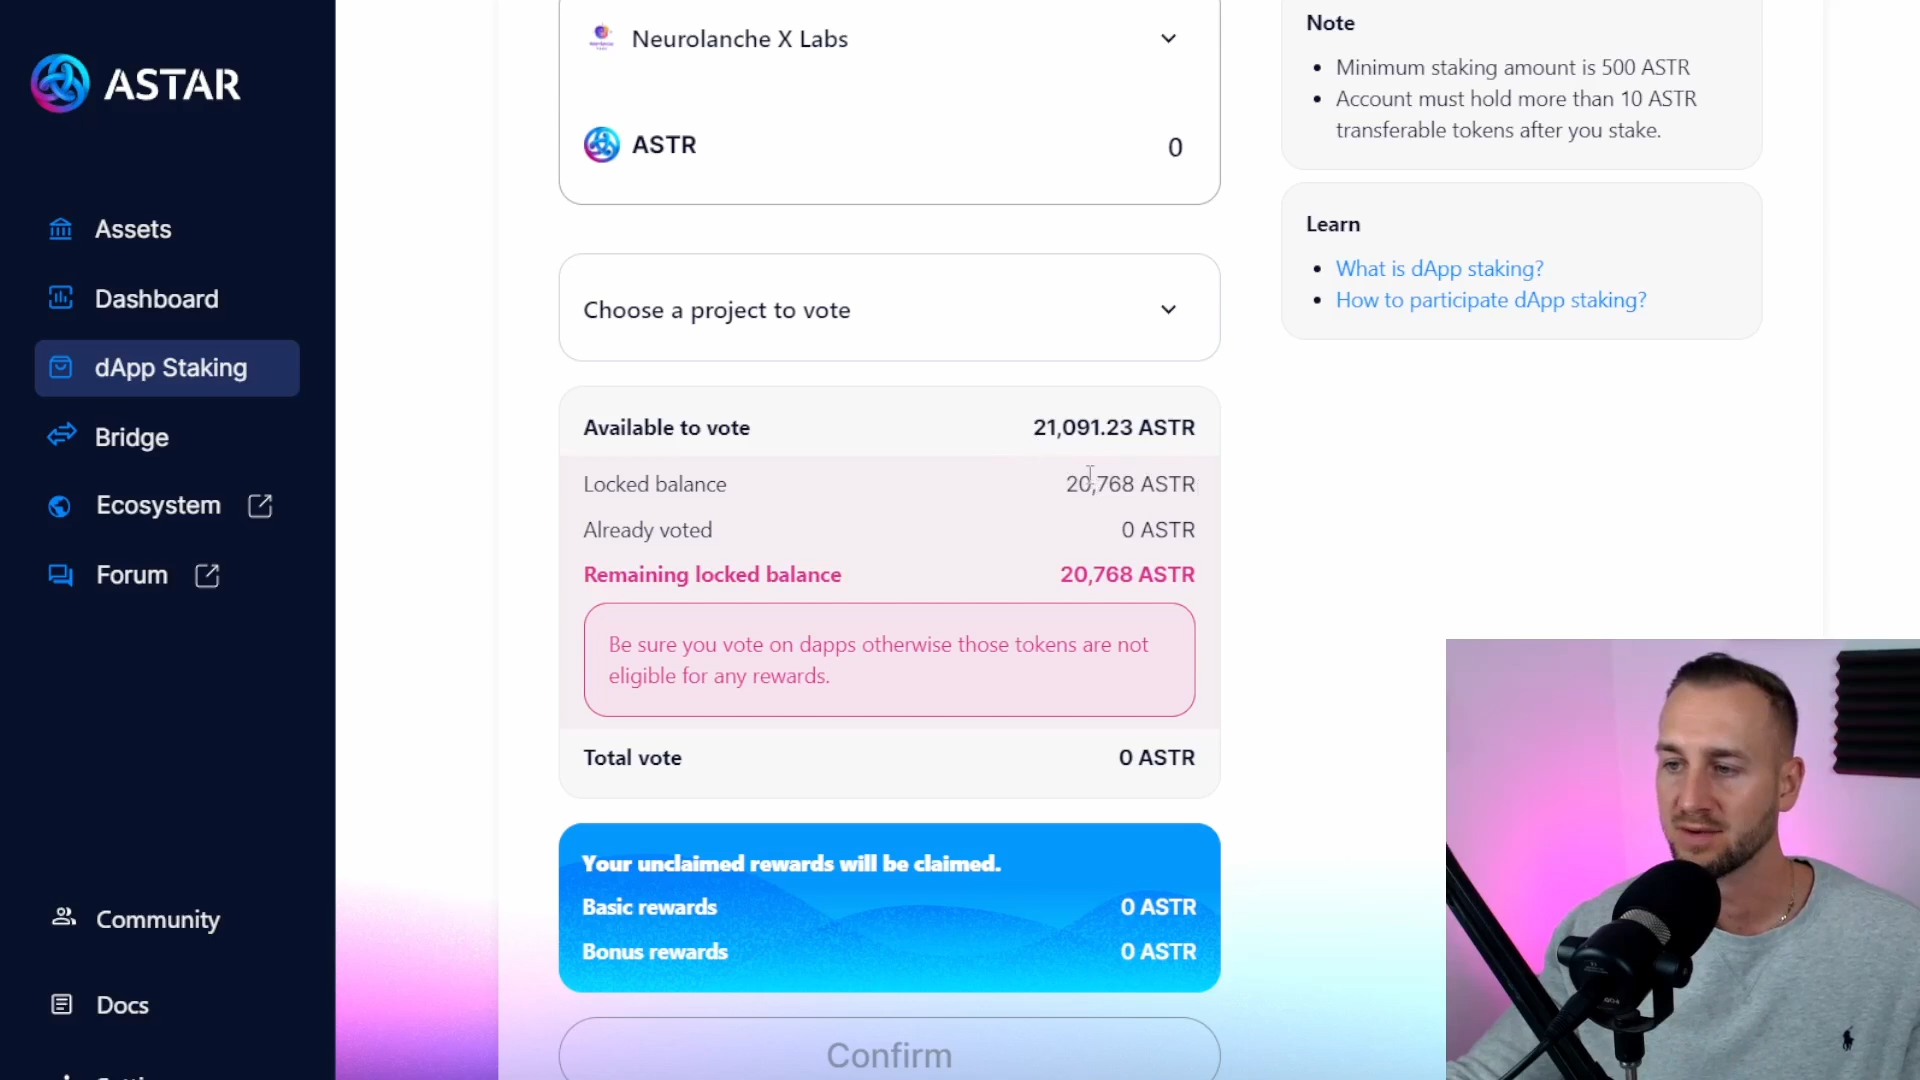 ASTAR
Assets
Dashboard
dApp Staking
Bridge
Ecosystem
Forum
Community
Docs
Neurolanche X Labs
ASTR
0
Choose a project to vote
Available to vote 21,091.23 ASTR
Locked balance 20,768 ASTR
Already voted 0 ASTR
Remaining locked balance 20,768 ASTR
Be sure you vote on dapps otherwise those tokens are not
eligible for any rewards.
Total vote 0 ASTR
Your unclaimed rewards will be claimed.
Basic rewards 0 ASTR
Bonus rewards 0 ASTR
Confirm
Note
• Minimum staking amount is 500 ASTR
• Account must hold more than 10 ASTR
transferable tokens after you stake.
Learn
• What is dApp staking?
• How to participate dApp staking?